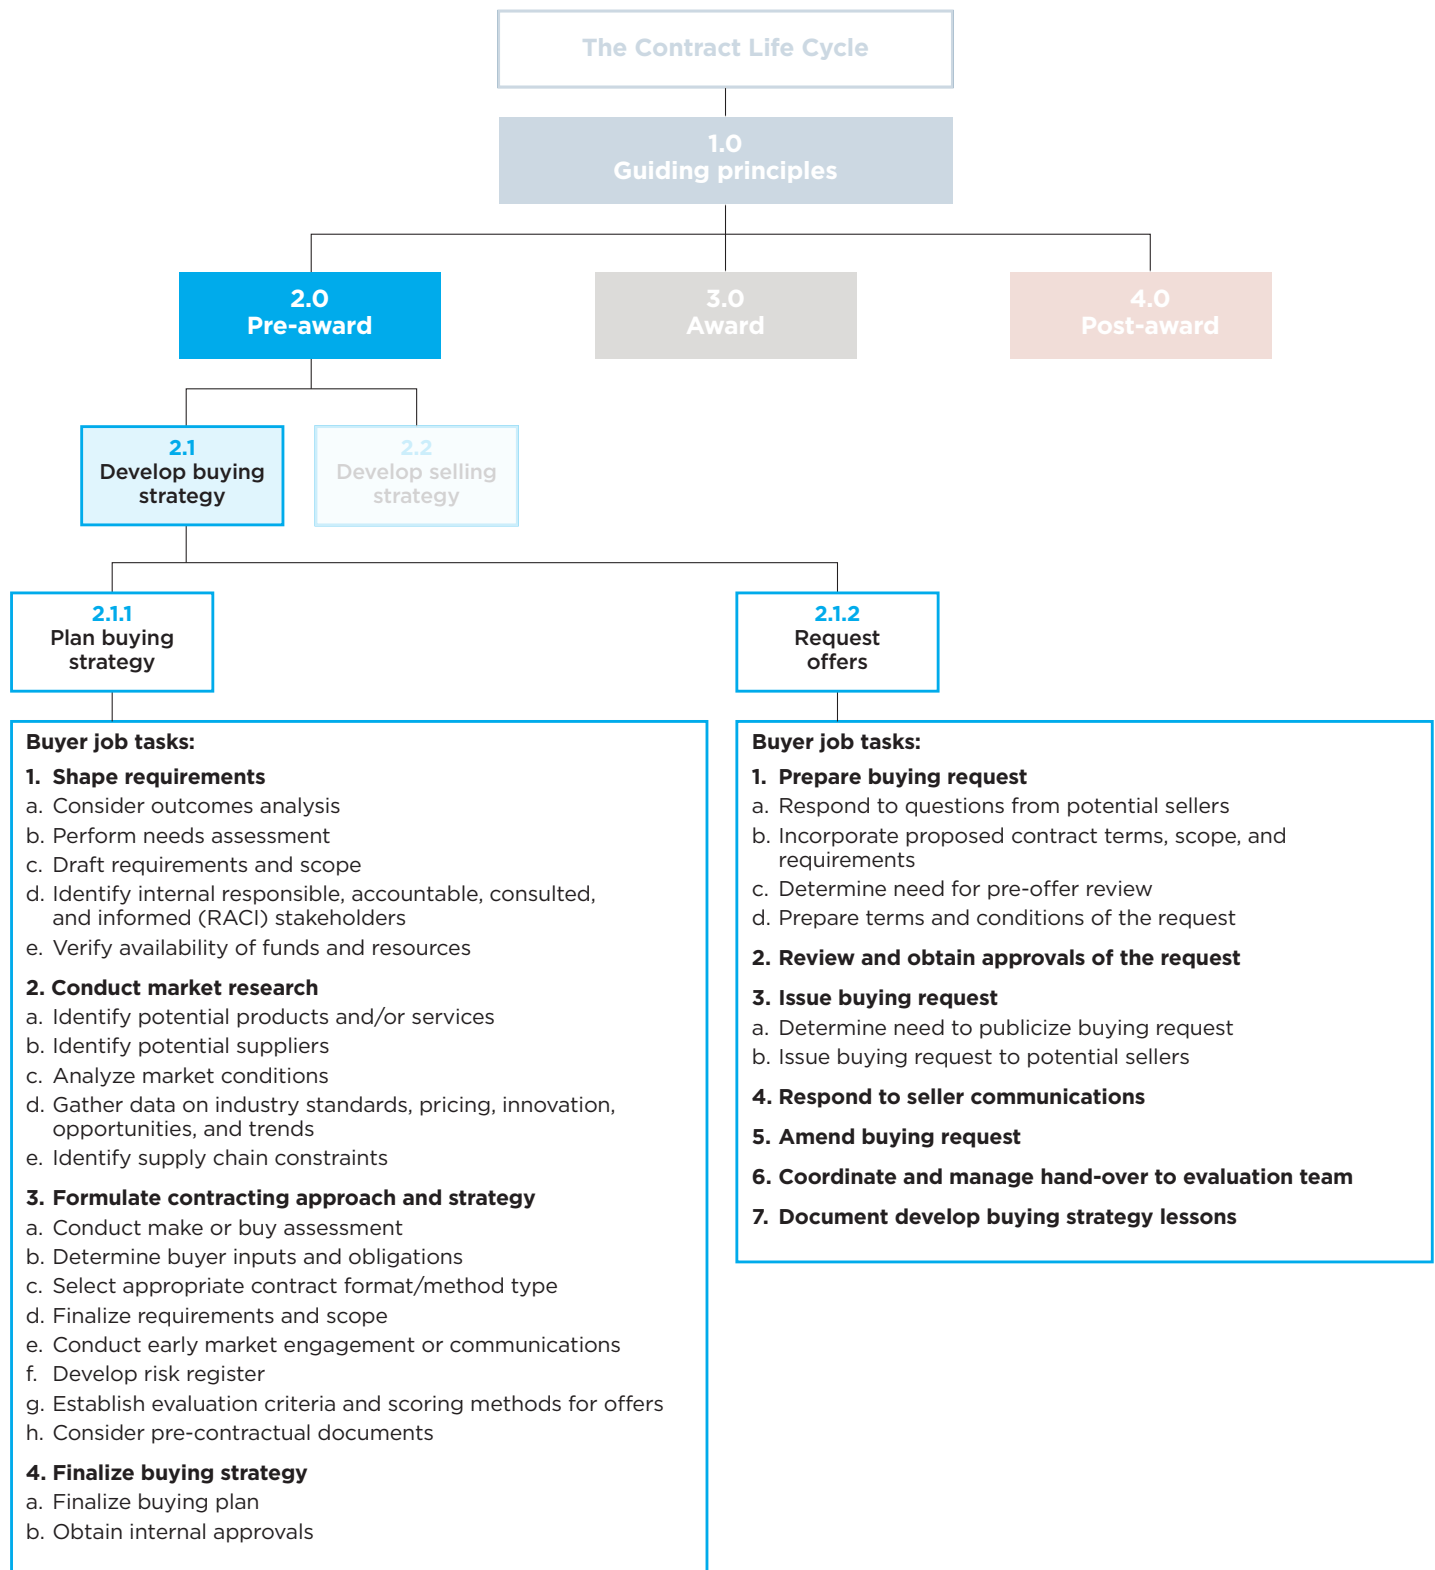 The Contract Life Cycle
1.0
Guiding principles
2.0
Pre-award
3.0
Award
4.0
Post-award
2.1
Develop buying
strategy
2.2
Develop selling
strategy
2.1.1
Plan buying
strategy
2.1.2
Request
offers
Buyer job tasks:
1. Shape requirements
a. Consider outcomes analysis
b. Perform needs assessment
c. Draft requirements and scope
d. Identify internal responsible, accountable, consulted,
and informed (RACI) stakeholders
e. Verify availability of funds and resources
2. Conduct market research
a. Identify potential products and/or services
b. Identify potential suppliers
c. Analyze market conditions
d. Gather data on industry standards, pricing, innovation,
opportunities, and trends
e. Identify supply chain constraints
3. Formulate contracting approach and strategy
a. Conduct make or buy assessment
b. Determine buyer inputs and obligations
c. Select appropriate contract format/method type
d. Finalize requirements and scope
e. Conduct early market engagement or communications
f. Develop risk register
g. Establish evaluation criteria and scoring methods for offers
h. Consider pre-contractual documents
4. Finalize buying strategy
a. Finalize buying plan
b. Obtain internal approvals
Buyer job tasks:
1. Prepare buying request
a. Respond to questions from potential sellers
b. Incorporate proposed contract terms, scope, and
requirements
c. Determine need for pre-offer review
d. Prepare terms and conditions of the request
2. Review and obtain approvals of the request
3. Issue buying request
a. Determine need to publicize buying request
b. Issue buying request to potential sellers
4. Respond to seller communications
5. Amend buying request
6. Coordinate and manage hand-over to evaluation team
7. Document develop buying strategy lessons